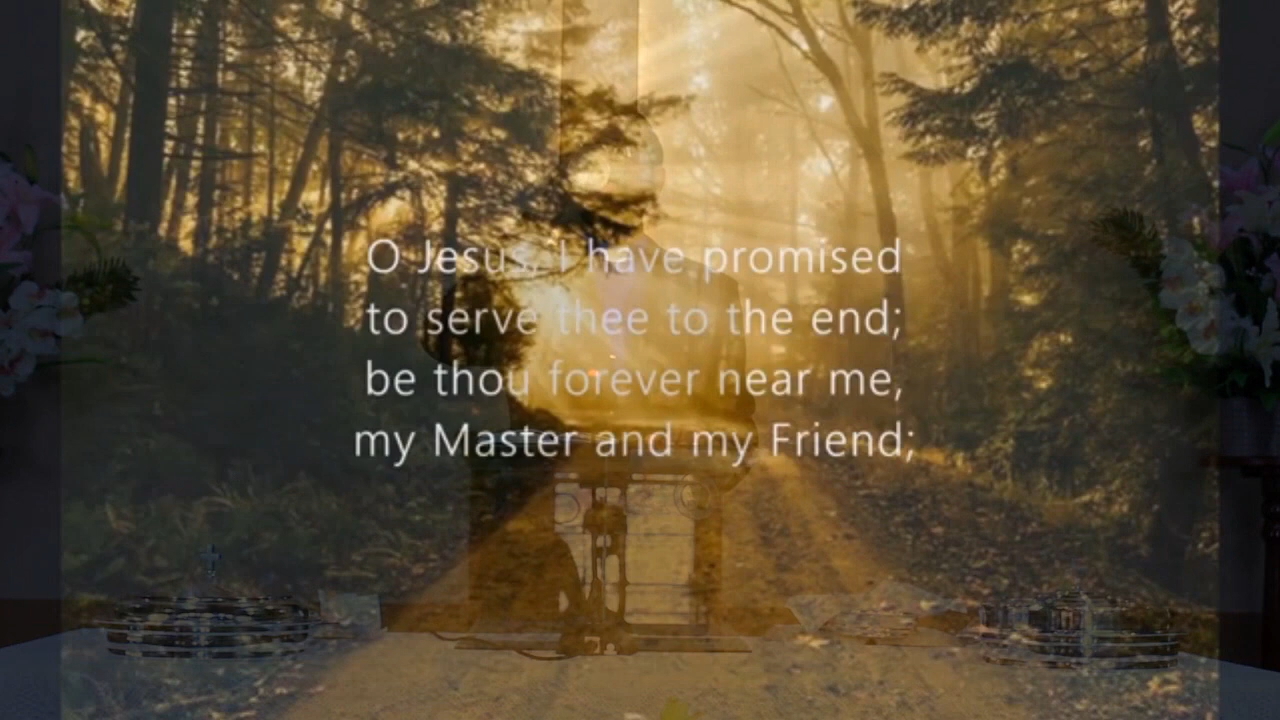 O Jesus, I have promised
to serve thee to the end;
be thou forever near me,
my Master and my Friend;